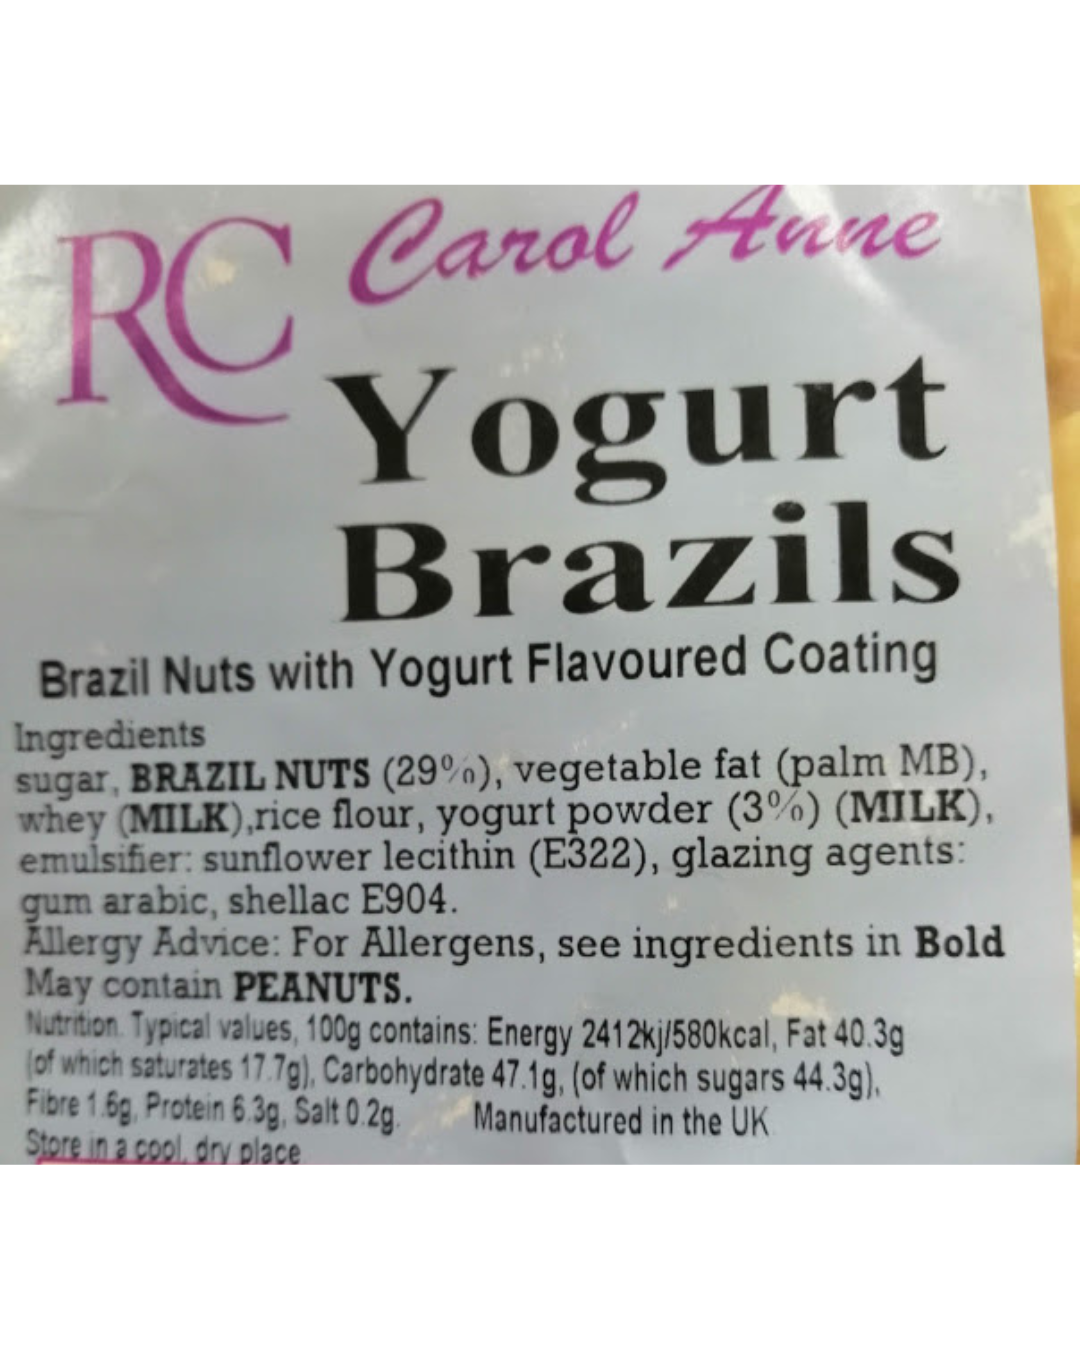 RC Carol Anne
Yogurt
Brazils
Brazil Nuts with Yogurt Flavoured Coating
Ingredients
sugar, BRAZIL NUTS (29%), vegetable fat (palm MB),
whey (MILK),rice flour, yogurt powder (3%) (MILK),
emulsifier: sunflower lecithin (E322), glazing agents:
gum arabic, shellac E904.
Allergy Advice: For Allergens, see ingredients in Bold
May contain PEANUTS.
Nutrition. Typical values, 100g contains: Energy 2412kj/580kcal, Fat 40.3g
(of which saturates 17.7g), Carbohydrate 47.1g, (of which sugars 44.3g),
Fibre 1.6g, Protein 6.3g, Salt 0.2g. Manufactured in the UK
Store in a cool, dry place